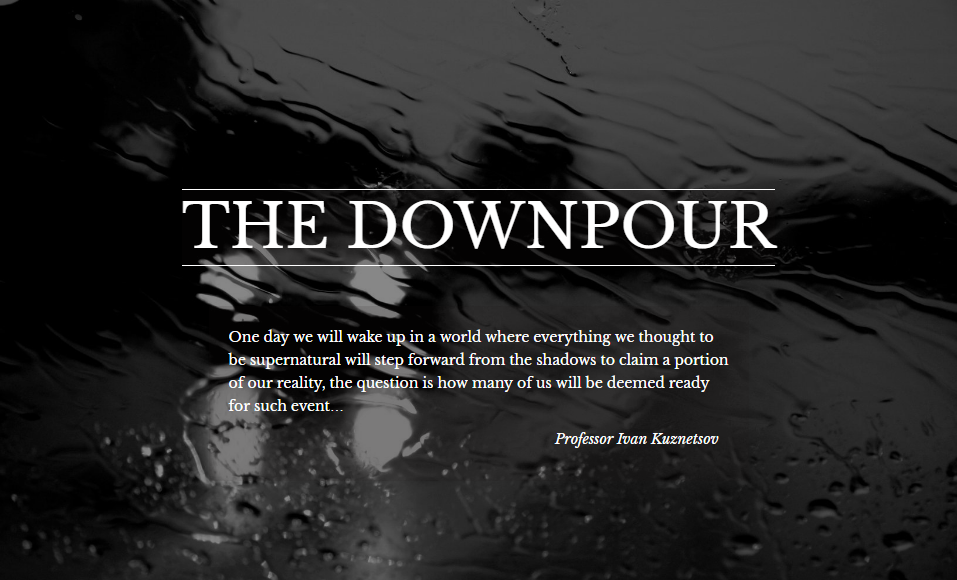 THE DOWNPOUR
One day we will wake up in a world where everything we thought to
be supernatural will step forward from the shadows to claim a portion
of our reality, the question is how many of us will be deemed ready
for such event...
Professor Ivan Kuznetsov